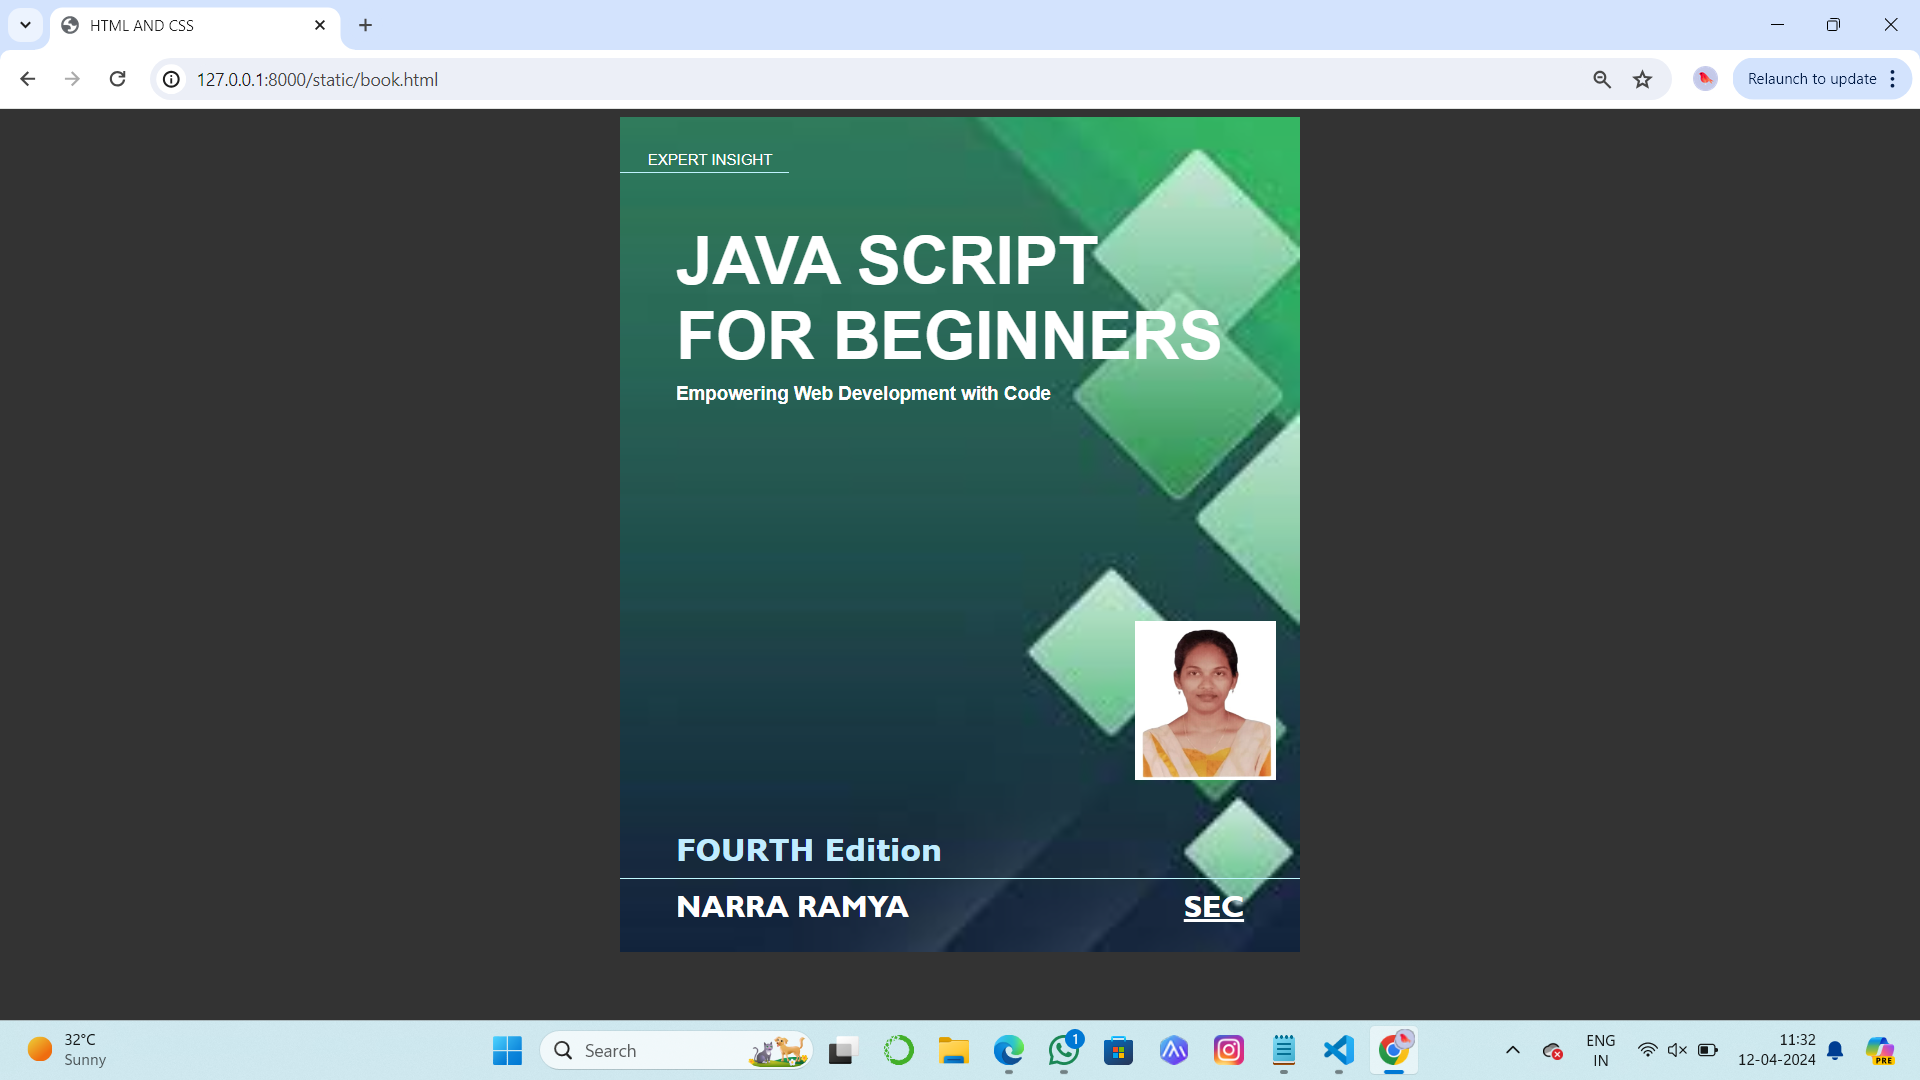 HTML AND CSS
127.0.0.1:8000/static/book.html
Relaunch to update
EXPERT INSIGHT
JAVA SCRIPT
FOR BEGINNERS
Empowering Web Development with Code
FOURTH Edition
NARRA RAMYA
SEC
32°C
Sunny
Search
1
ENG
IN
11:32
12-04-2024
PRE